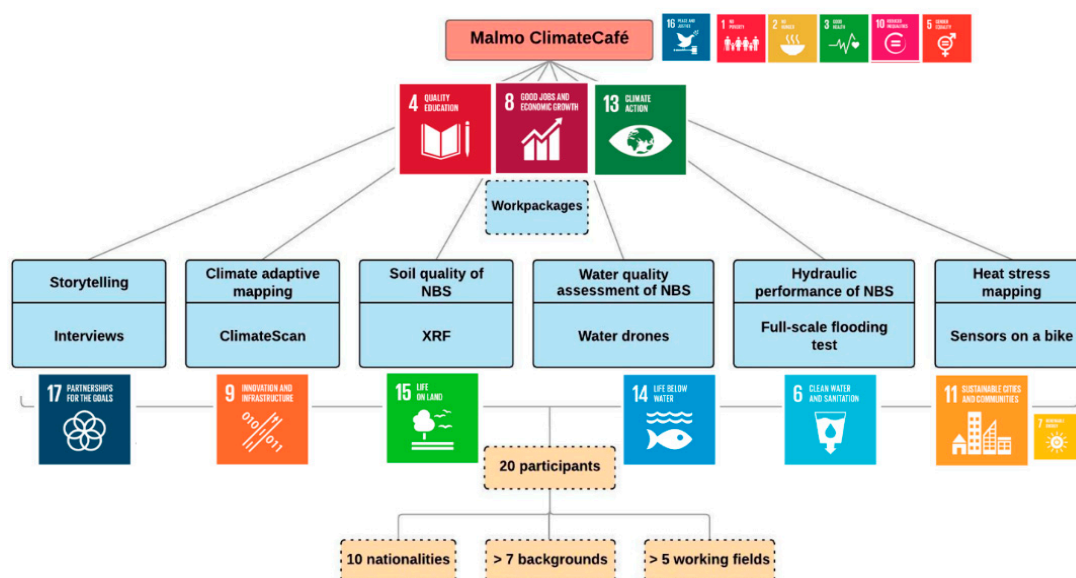 Malmo ClimateCafé
16 PEACE AND
JUSTICE
1 NO
POVERTY
2 NO
HUNGER
3 GOOD
HEALTH
10 REDUCED
INEQUALITIES
5 GENDER
EQUALITY
4 QUALITY
EDUCATION
8 GOOD JOBS AND
ECONOMIC GROWTH
13 CLIMATE
ACTION
Workpackages
Storytelling
Interviews
Climate adaptive
mapping
ClimateScan
Soil quality of
NBS
XRF
Water quality
assessment of NBS
Water drones
Hydraulic
performance of NBS
Full-scale flooding
test
Heat stress
mapping
Sensors on a bike
17 PARTNERSHIPS
FOR THE GOALS
9 INNOVATION AND
INFRASTRUCTURE
15 LIFE
ON LAND
14 LIFE BELOW
WATER
6 CLEAN WATER
AND SANITATION
11 SUSTAINABLE CITIES
AND COMMUNITIES
7
20 participants
10 nationalities
> 7 backgrounds
> 5 working fields